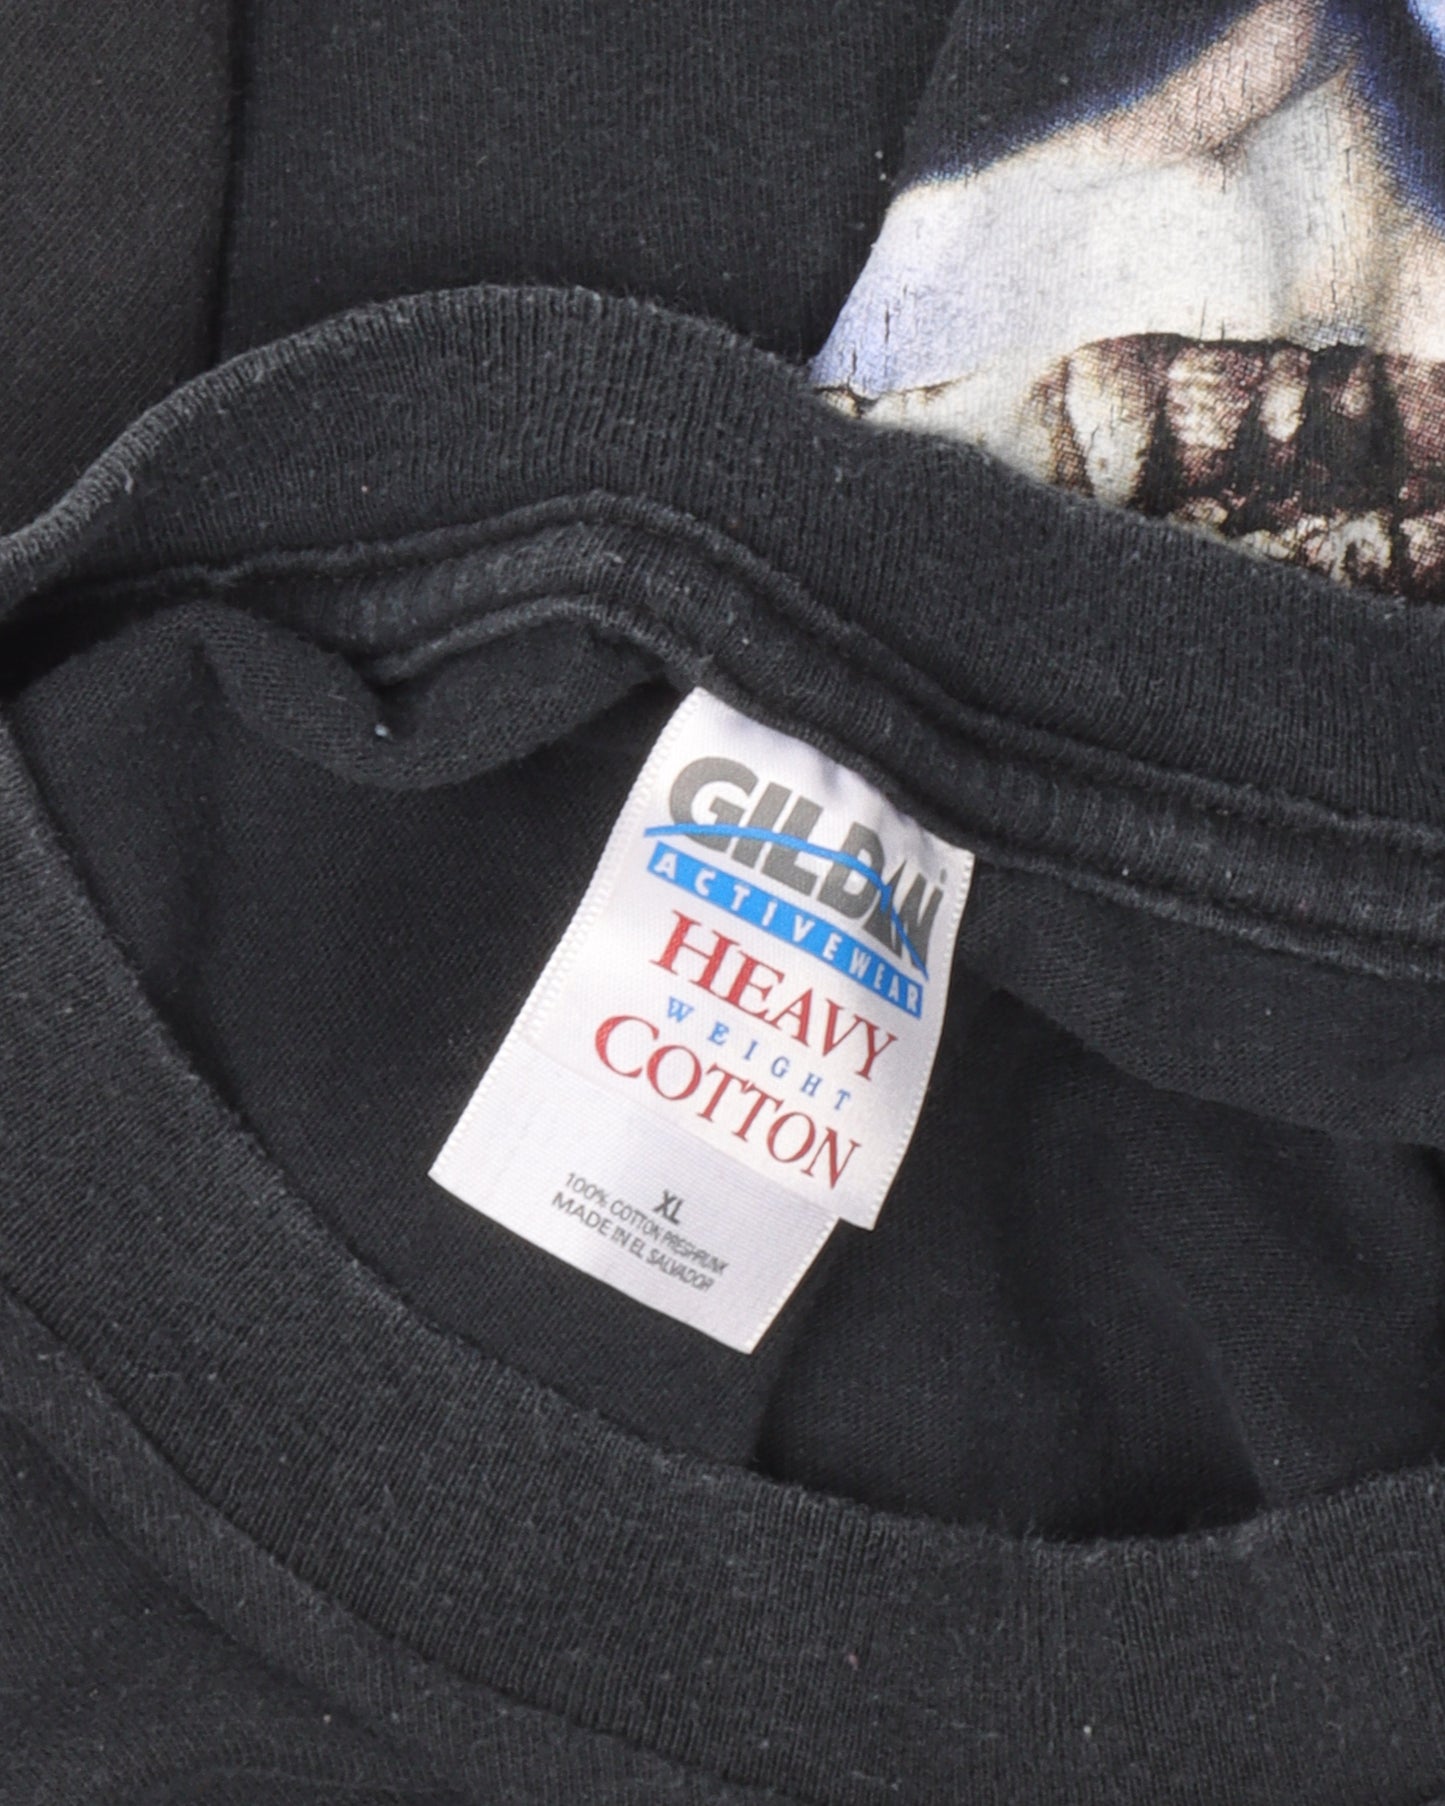 GILDAN®
ACTIVEWEAR
HEAVY
WEIGHT
COTTON
XL
100% COTTON PRESHRUNK
MADE IN EL SALVADOR